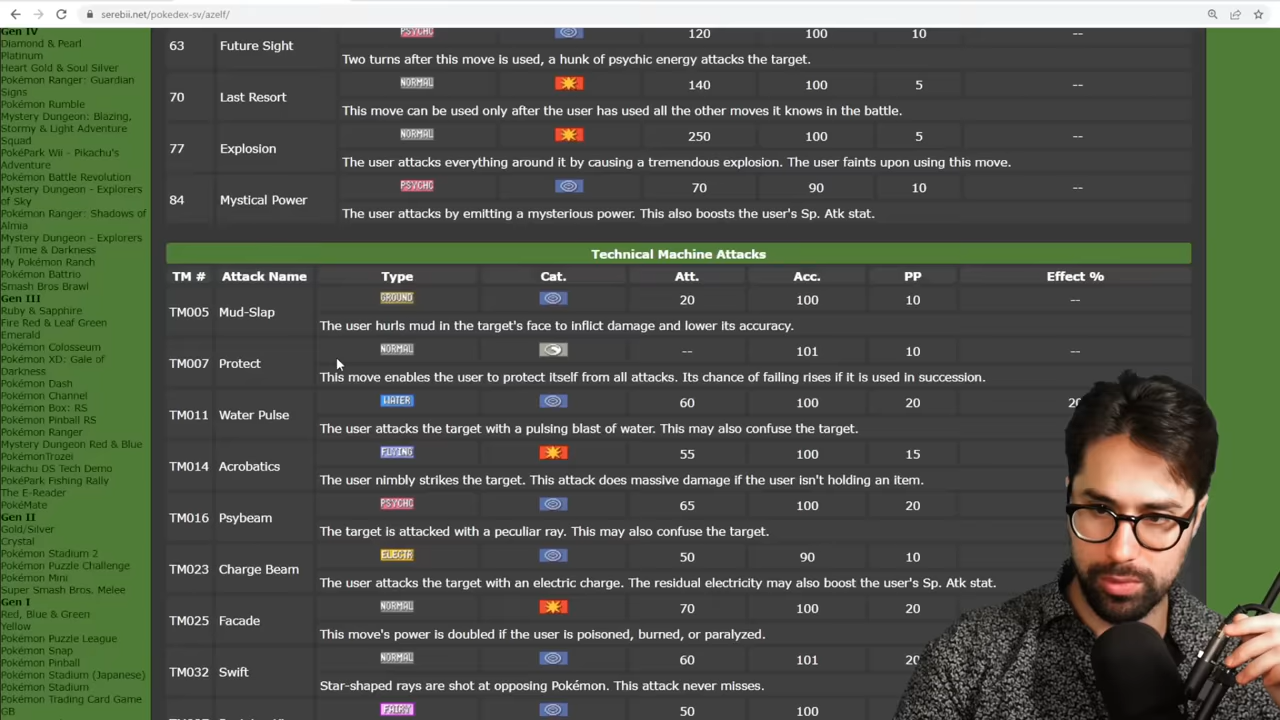 serebii.net/pokedex-sv/azelf/
Gen IV
Diamond & Pearl
Platinum
Heart Gold & Soul Silver
Pokémon Ranger: Guardian
Signs
Pokémon Rumble
Mystery Dungeon: Blazing,
Stormy & Light Adventure
Squad
PokéPark Wii - Pikachu's
Adventure
Pokémon Battle Revolution
Mystery Dungeon - Explorers
of Sky
Pokémon Ranger: Shadows of
Almia
Mystery Dungeon - Explorers
of Time & Darkness
My Pokémon Ranch
Pokémon Battrio
Smash Bros Brawl
Gen III
Ruby & Sapphire
Fire Red & Leaf Green
Emerald
Pokémon Colosseum
Pokémon XD: Gale of
Darkness
Pokémon Dash
Pokémon Channel
Pokémon Box: RS
Pokémon Pinball RS
Pokémon Ranger
Mystery Dungeon Red & Blue
PokémonTrozei
Pikachu DS Tech Demo
PokéPark Fishing Rally
The E-Reader
PokéMate
Gen II
Gold/Silver
Crystal
Pokémon Stadium 2
Pokémon Puzzle Challenge
Pokémon Mini
Super Smash Bros. Melee
Gen I
Red, Blue & Green
Yellow
Pokémon Puzzle League
Pokémon Snap
Pokémon Pinball
Pokémon Stadium (Japanese)
Pokémon Stadium
Pokémon Trading Card Game
GB
63 Future Sight PSYCHC 120 100 10 --
Two turns after this move is used, a hunk of psychic energy attacks the target.
70 Last Resort NORMAL 140 100 5 --
This move can be used only after the user has used all the other moves it knows in the battle.
77 Explosion NORMAL 250 100 5 --
The user attacks everything around it by causing a tremendous explosion. The user faints upon using this move.
84 Mystical Power PSYCHC 70 90 10 --
The user attacks by emitting a mysterious power. This also boosts the user's Sp. Atk stat.
Technical Machine Attacks
TM # Attack Name Type Cat. Att. Acc. PP Effect %
TM005 Mud-Slap GROUND 20 100 10 --
The user hurls mud in the target's face to inflict damage and lower its accuracy.
TM007 Protect NORMAL -- 101 10 --
This move enables the user to protect itself from all attacks. Its chance of failing rises if it is used in succession.
TM011 Water Pulse WATER 60 100 20 20
The user attacks the target with a pulsing blast of water. This may also confuse the target.
TM014 Acrobatics FLYING 55 100 15
The user nimbly strikes the target. This attack does massive damage if the user isn't holding an item.
TM016 Psybeam PSYCHC 65 100 20
The target is attacked with a peculiar ray. This may also confuse the target.
TM023 Charge Beam ELECTR 50 90 10
The user attacks the target with an electric charge. The residual electricity may also boost the user's Sp. Atk stat.
TM025 Facade NORMAL 70 100 20
This move's power is doubled if the user is poisoned, burned, or paralyzed.
TM032 Swift NORMAL 60 101 20
Star-shaped rays are shot at opposing Pokémon. This attack never misses.
FAIRY 50 100